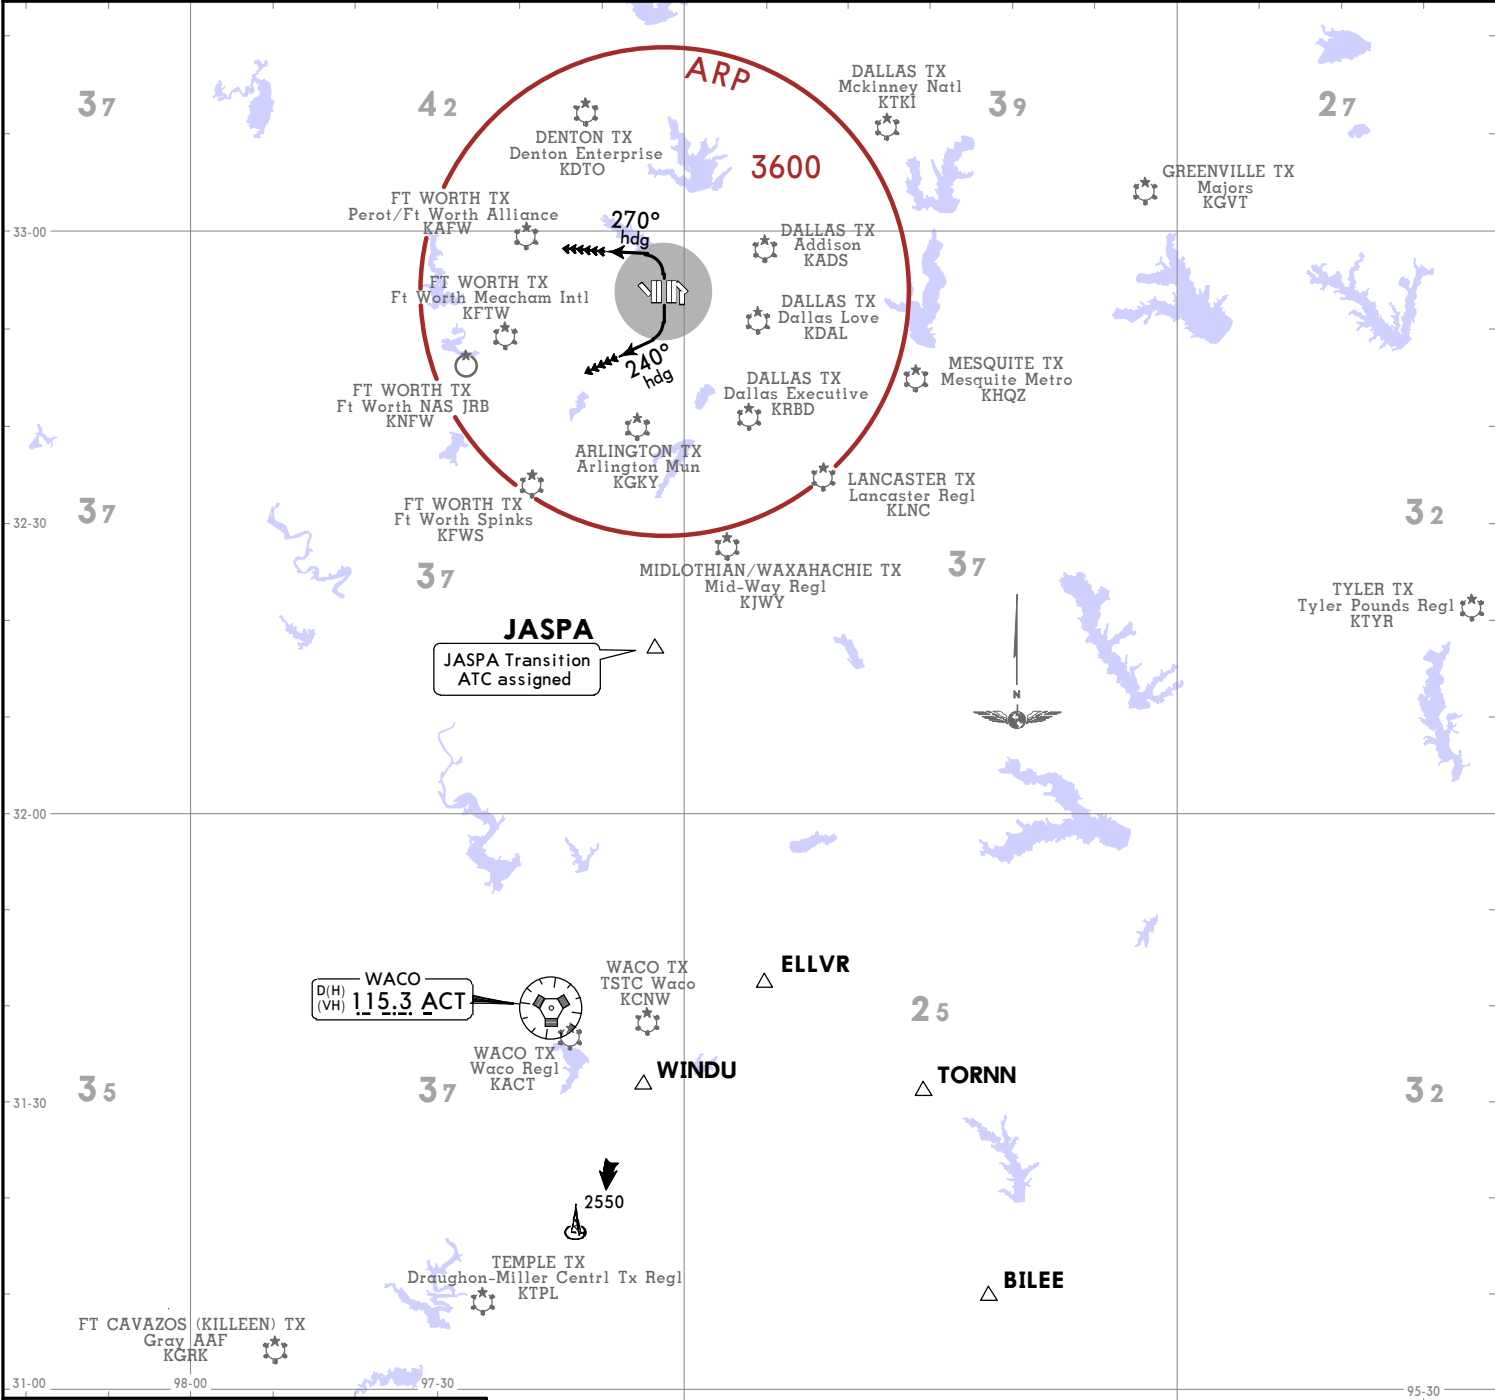 ARP
3600
37
42
39
27
DALLAS TX
Mckinney Natl
KTKI
DENTON TX
Denton Enterprise
KDTO
GREENVILLE TX
Majors
KGVT
FT WORTH TX
Perot/Ft Worth Alliance
KAFW
270°
hdg
33-00
DALLAS TX
Addison
KADS
FT WORTH TX
Ft Worth Meacham Intl
KFTW
DALLAS TX
Dallas Love
KDAL
240°
hdg
FT WORTH TX
Ft Worth NAS JRB
KNFW
DALLAS TX
Dallas Executive
KRBD
MESQUITE TX
Mesquite Metro
KHQZ
ARLINGTON TX
Arlington Mun
KGKY
LANCASTER TX
Lancaster Regl
KLNC
FT WORTH TX
Ft Worth Spinks
KFWS
37
32-30
32
37
37
MIDLOTHIAN/WAXAHACHIE TX
Mid-Way Regl
KJWY
TYLER TX
Tyler Pounds Regl
KTYR
JASPA
JASPA Transition
ATC assigned
N
32-00
WACO
D(H)
(VH) 115.3 ACT
WACO TX
TSTC Waco
KCNW
ELLVR
25
WACO TX
Waco Regl
KACT
WINDU
TORNN
35
37
32
31-30
2550
TEMPLE TX
Draughon-Miller Centrl Tx Regl
KTPL
BILEE
FT CAVAZOS (KILLEEN) TX
Gray AAF
KGRK
31-00
98-00
97-30
95-30